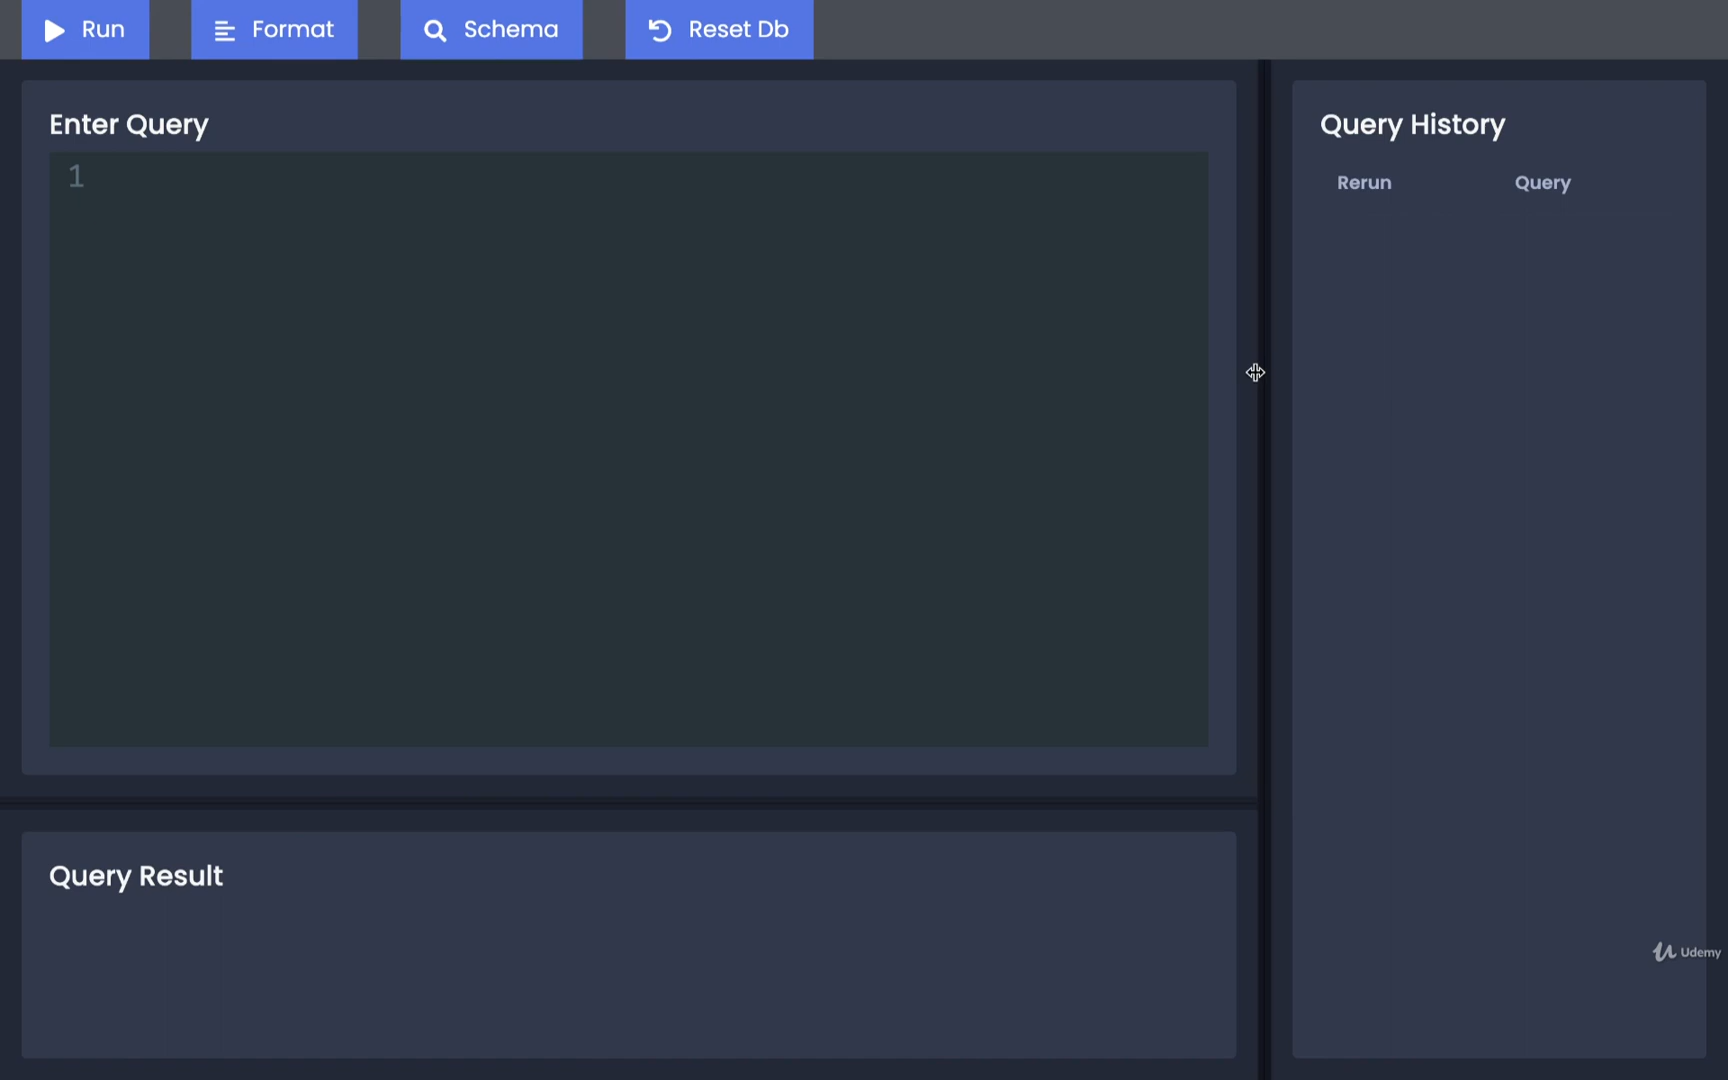 Run
Format
Schema
Reset Db
Enter Query
1
Query History
Rerun
Query
Query Result
Udemy